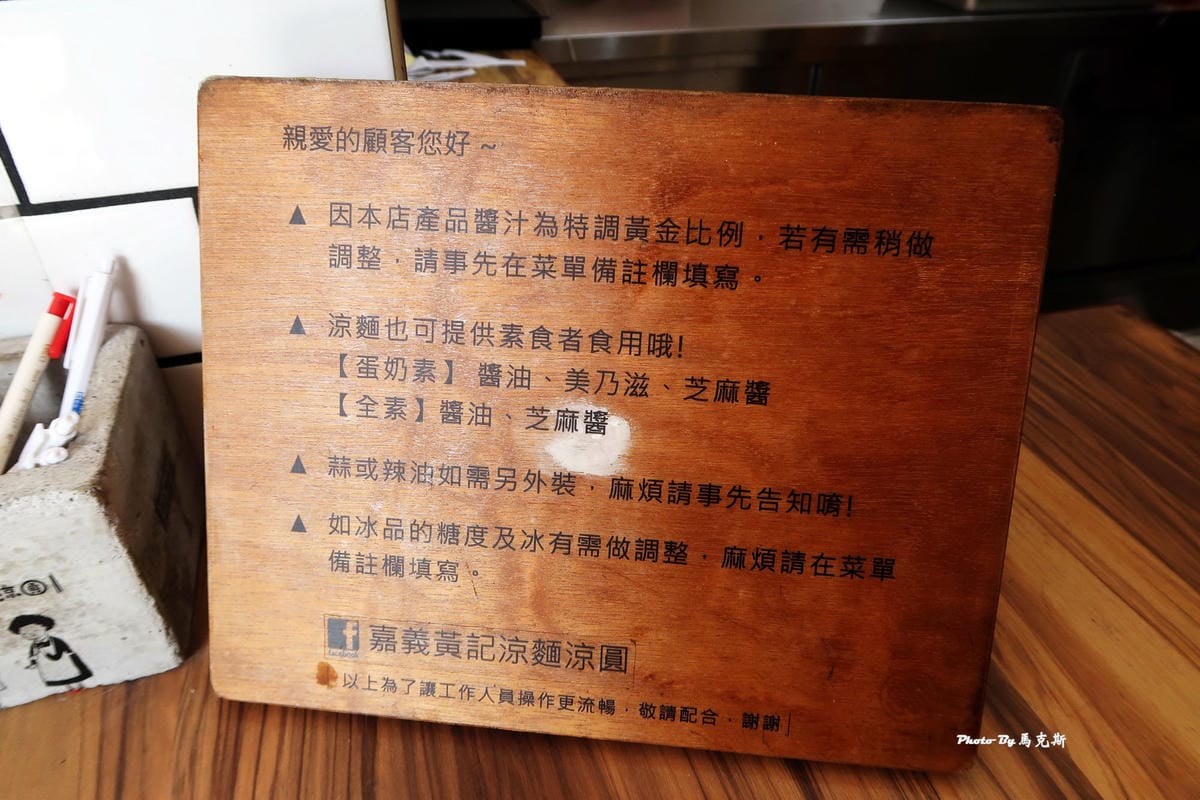 親愛的顧客您好 ~
▲ 因本店產品醬汁為特調黃金比例，若有需稍做
調整，請事先在菜單備註欄填寫。
▲ 涼麵也可提供素食者食用哦!
【蛋奶素】 醬油、美乃滋、芝麻醬
【全素】醬油、芝麻醬
▲ 蒜或辣油如需另外裝，麻煩請事先告知唷!
▲ 如冰品的糖度及冰有需做調整，麻煩請在菜單
備註欄填寫。
嘉義黃記涼麵涼圓
以上為了讓工作人員操作更流暢，敬請配合，謝謝
Photo By 馬克斯